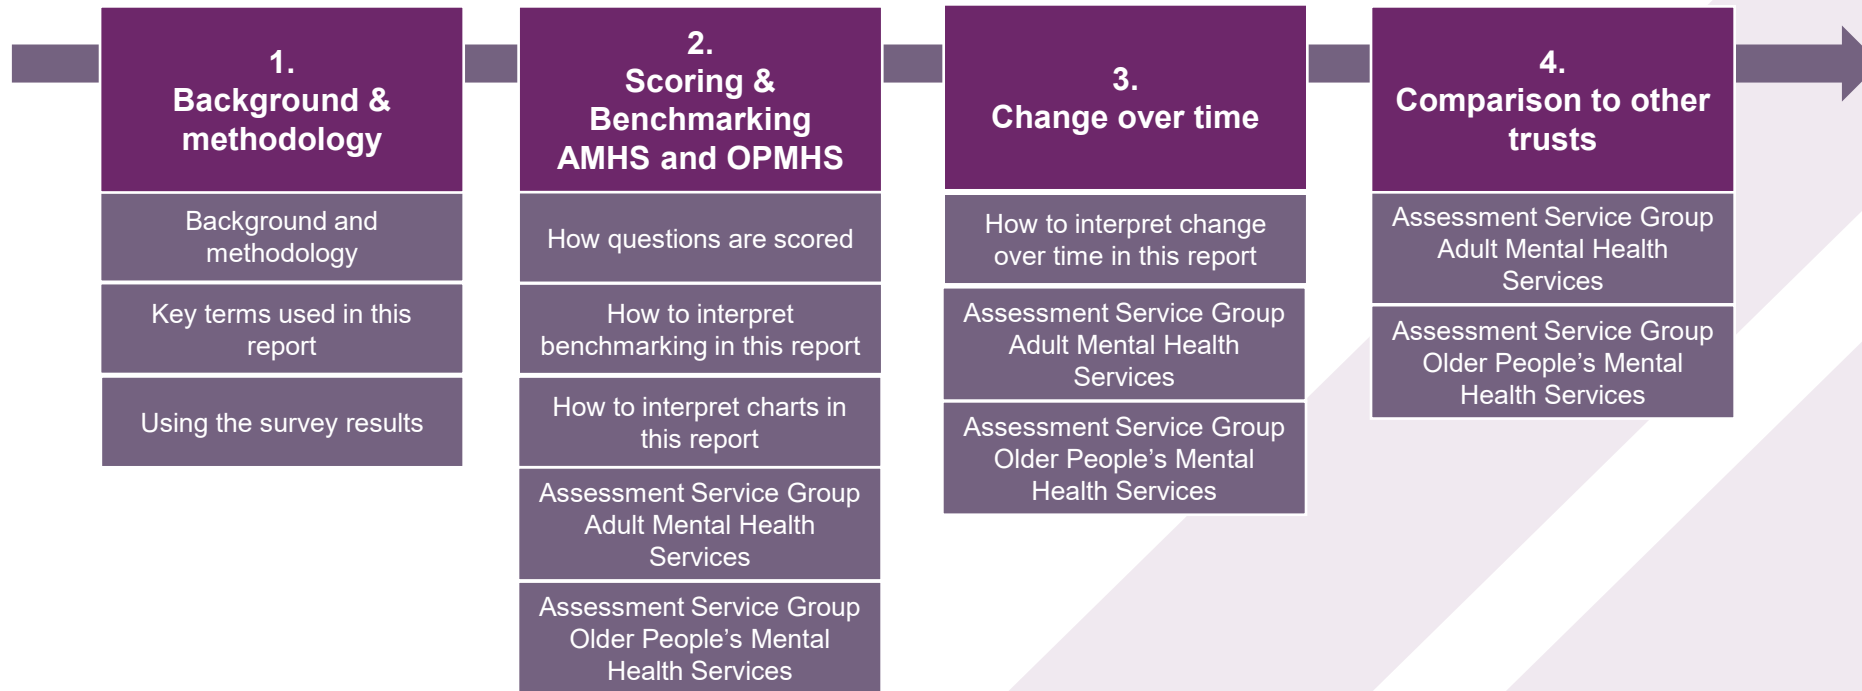 1.
Background &
methodology
Background and
methodology
Key terms used in this
report
Using the survey results
2.
Scoring &
Benchmarking
AMHS and OPMHS
How questions are scored
How to interpret
benchmarking in this report
How to interpret charts in
this report
Assessment Service Group
Adult Mental Health
Services
Assessment Service Group
Older People’s Mental
Health Services
3.
Change over time
How to interpret change
over time in this report
Assessment Service Group
Adult Mental Health
Services
Assessment Service Group
Older People’s Mental
Health Services
4.
Comparison to other
trusts
Assessment Service Group
Adult Mental Health
Services
Assessment Service Group
Older People’s Mental
Health Services